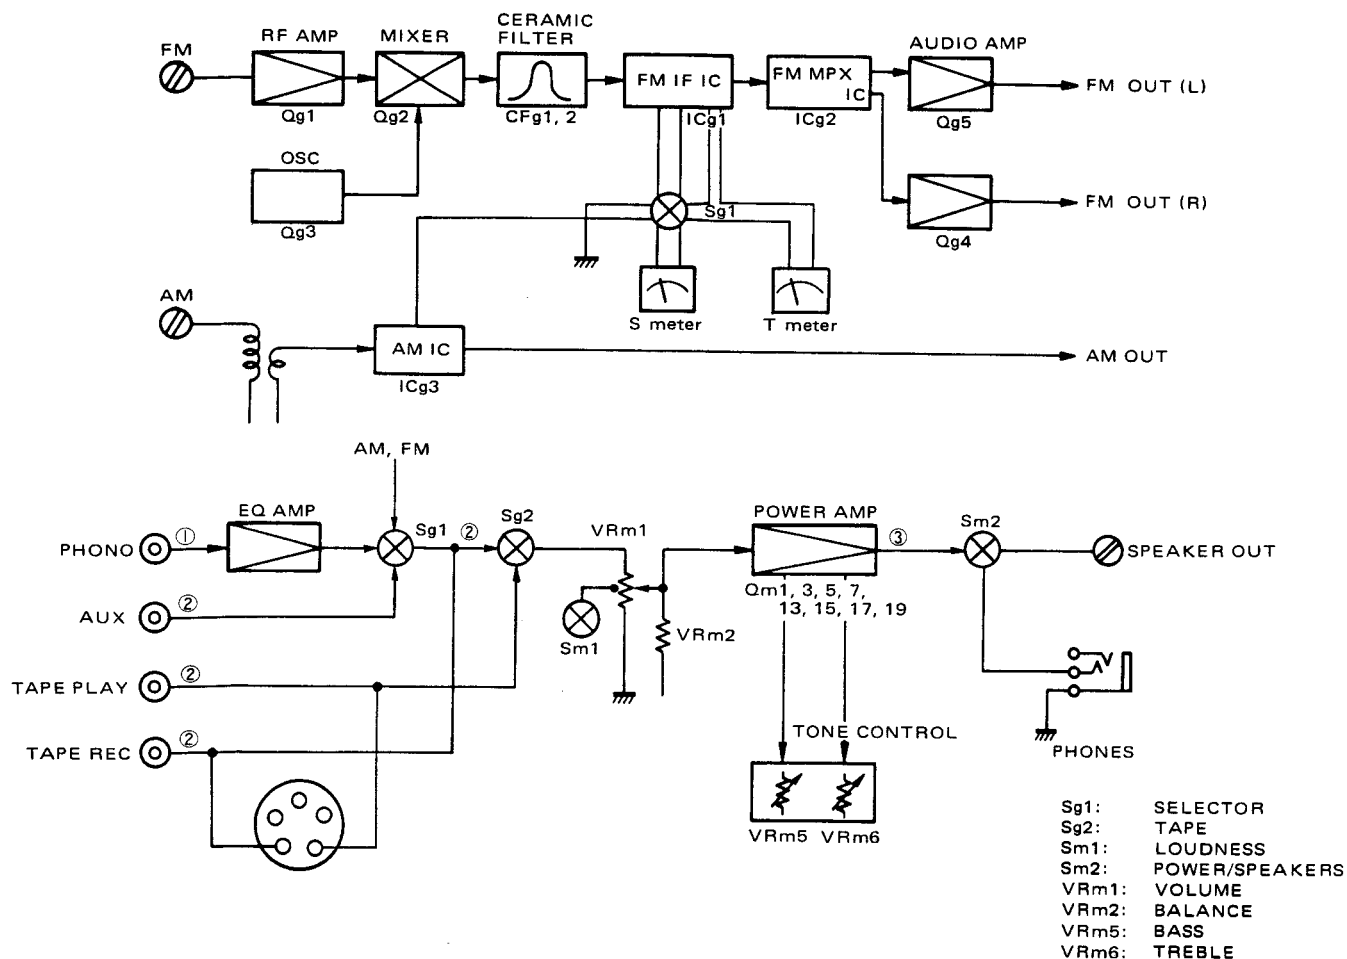 FM
RF AMP
Qg1
MIXER
Qg2
CERAMIC
FILTER
CFg1, 2
FM IF IC
ICg1
FM MPX
IC
ICg2
AUDIO AMP
Qg5
FM OUT (L)
OSC
Qg3
Sg1
Qg4
FM OUT (R)
S meter
T meter
AM
AM IC
ICg3
AM OUT
AM, FM
PHONO
①
EQ AMP
Sg1
②
Sg2
VRm1
POWER AMP
Qm1, 3, 5, 7,
13, 15, 17, 19
③
Sm2
SPEAKER OUT
AUX
②
Sm1
VRm2
TAPE PLAY
②
TAPE REC
②
TONE CONTROL
VRm5
VRm6
PHONES
Sg1: SELECTOR
Sg2: TAPE
Sm1: LOUDNESS
Sm2: POWER/SPEAKERS
VRm1: VOLUME
VRm2: BALANCE
VRm5: BASS
VRm6: TREBLE